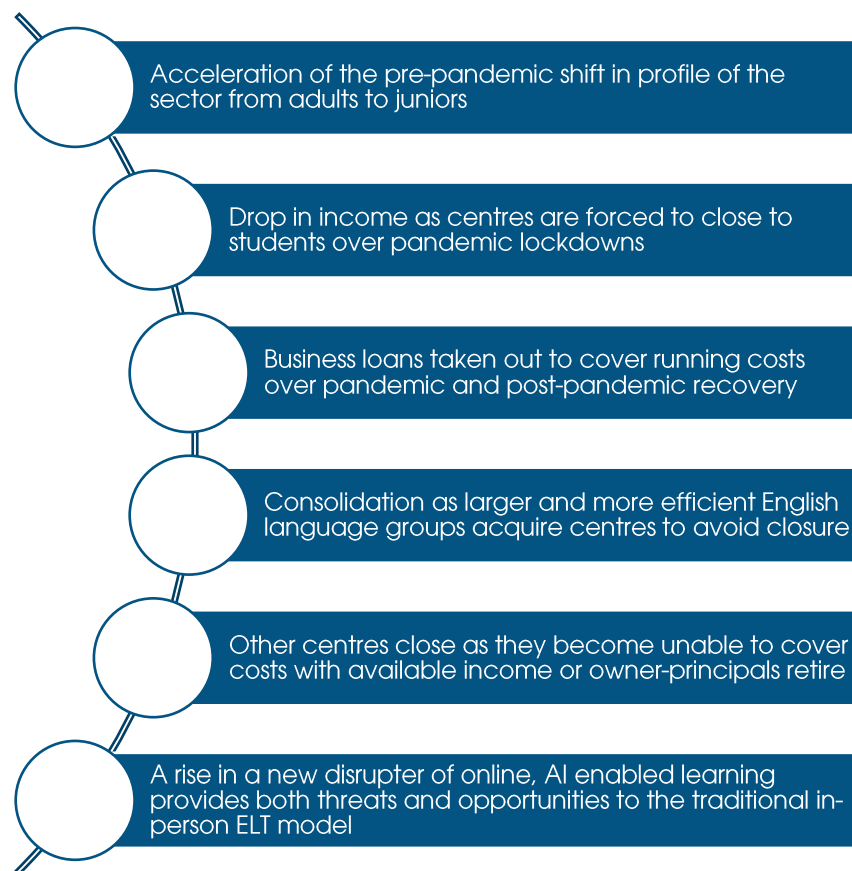 Acceleration of the pre-pandemic shift in profile of the
sector from adults to juniors
Drop in income as centres are forced to close to
students over pandemic lockdowns
Business loans taken out to cover running costs
over pandemic and post-pandemic recovery
Consolidation as larger and more efficient English
language groups acquire centres to avoid closure
Other centres close as they become unable to cover
costs with available income or owner-principals retire
A rise in a new disrupter of online, AI enabled learning
provides both threats and opportunities to the traditional in-
person ELT model